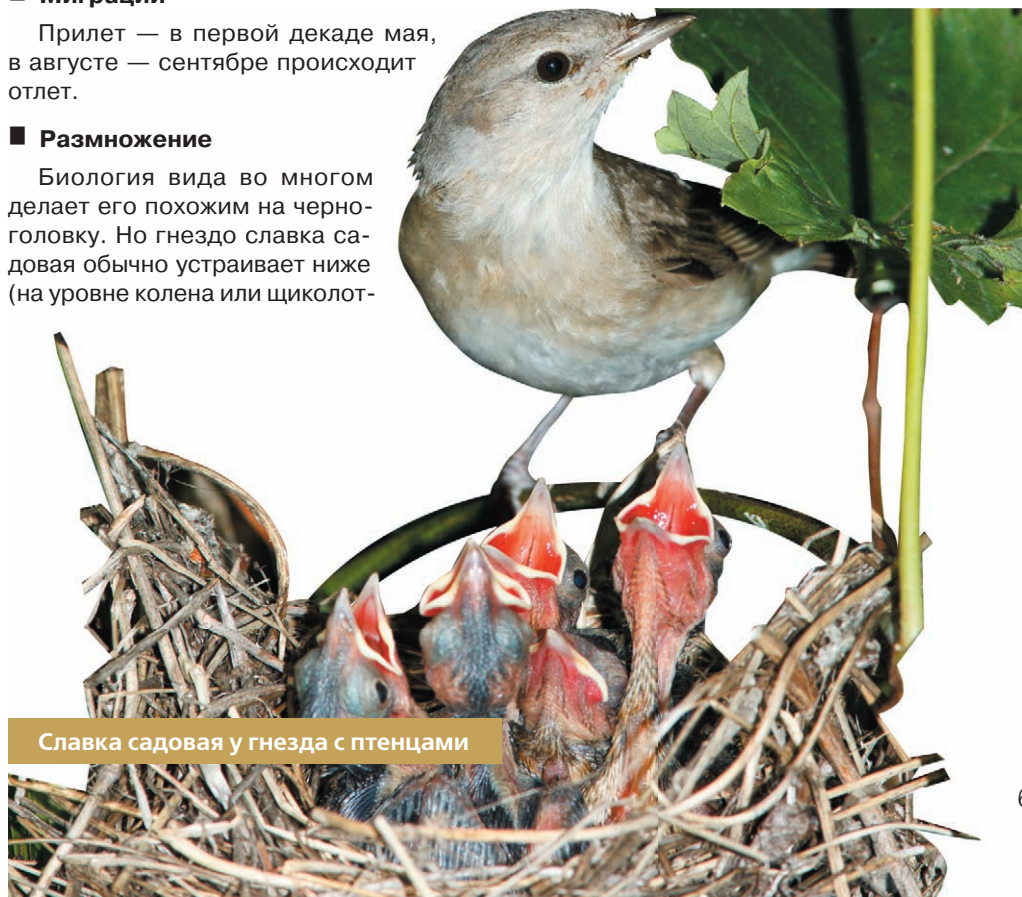 ■ Миграции
Прилет — в первой декаде мая,
в августе — сентябре происходит
отлет.
■ Размножение
Биология вида во многом
делает его похожим на черно-
головку. Но гнездо славка са-
довая обычно устраивает ниже
(на уровне колена или щиколот-
Славка садовая у гнезда с птенцами